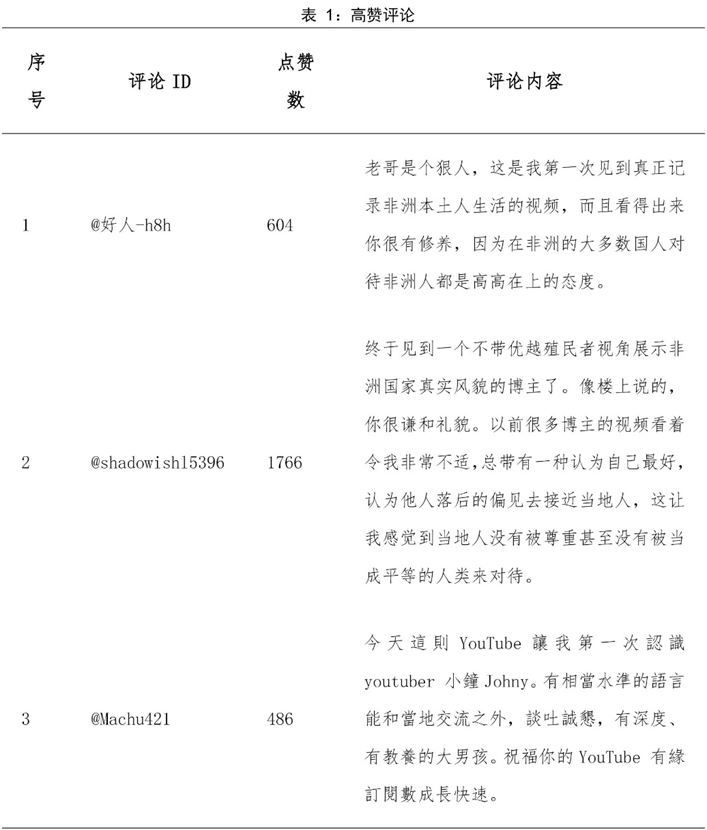 表 1：高赞评论
序号 评论 ID 点赞数 评论内容
老哥是个狠人，这是我第一次见到真正记
录非洲本土人生活的视频，而且看得出来
1 @好人-h8h 604
你很有修养，因为在非洲的大多数国人对
待非洲人都是高高在上的态度。
终于见到一个不带优越殖民者视角展示非
洲国家真实风貌的博主了。像楼上说的，
你很谦和礼貌。以前很多博主的视频看着
2 @shadowishl5396 1766 令我非常不适，总带有一种认为自己最好，
认为他人落后的偏见去接近当地人，这让
我感觉到当地人没有被尊重甚至没有被当
成平等的人类来对待。
今天這則 YouTube 讓我第一次認識
youtuber 小鐘 Johny。有相當水準的語言
3 @Machu421 486 能和當地交流之外，談吐誠懇，有深度、
有教養的大男孩。祝福你的 YouTube 有緣
訂閱數成長快速。